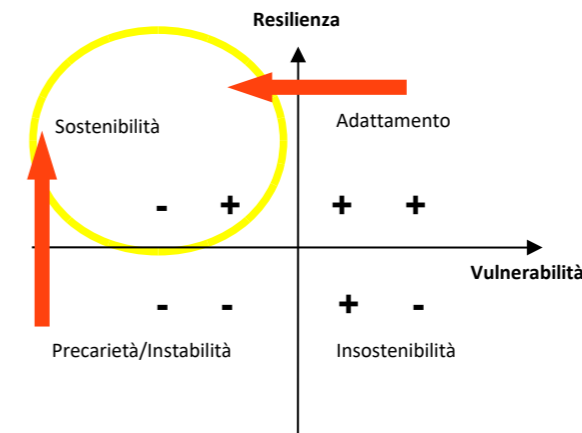 Resilienza
Sostenibilità
Adattamento
- +
+ +
Vulnerabilità
- -
+ -
Precarietà/Instabilità
Insostenibilità